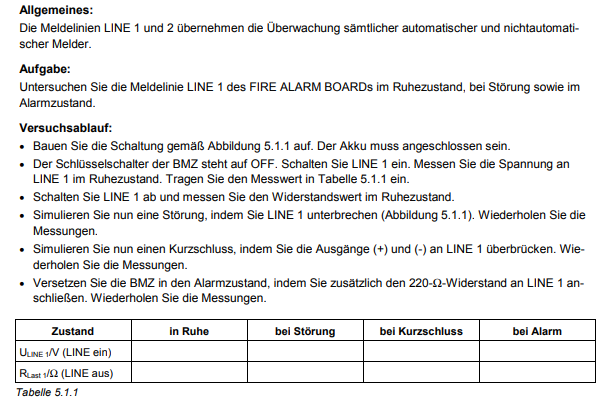 Allgemeines:
Die Meldelinien LINE 1 und 2 übernehmen die Überwachung sämtlicher automatischer und nichtautomati-
scher Melder.
Aufgabe:
Untersuchen Sie die Meldelinie LINE 1 des FIRE ALARM BOARDs im Ruhezustand, bei Störung sowie im
Alarmzustand.
Versuchsablauf:
• Bauen Sie die Schaltung gemäß Abbildung 5.1.1 auf. Der Akku muss angeschlossen sein.
• Der Schlüsselschalter der BMZ steht auf OFF. Schalten Sie LINE 1 ein. Messen Sie die Spannung an
LINE 1 im Ruhezustand. Tragen Sie den Messwert in Tabelle 5.1.1 ein.
• Schalten Sie LINE 1 ab und messen Sie den Widerstandswert im Ruhezustand.
• Simulieren Sie nun eine Störung, indem Sie LINE 1 unterbrechen (Abbildung 5.1.1). Wiederholen Sie die
Messungen.
• Simulieren Sie nun einen Kurzschluss, indem Sie die Ausgänge (+) und (-) an LINE 1 überbrücken. Wie-
derholen Sie die Messungen.
• Versetzen Sie die BMZ in den Alarmzustand, indem Sie zusätzlich den 220-Ω-Widerstand an LINE 1 an-
schließen. Wiederholen Sie die Messungen.
Zustand in Ruhe bei Störung bei Kurzschluss bei Alarm
ULINE 1/V (LINE ein)
RLast 1/Ω (LINE aus)
Tabelle 5.1.1